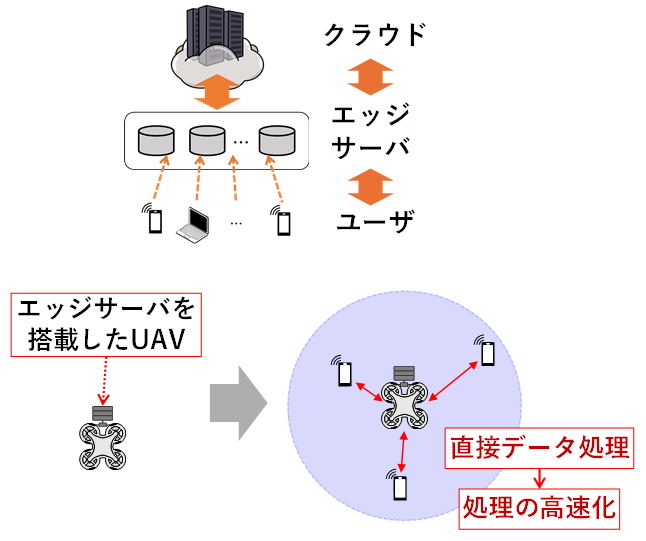 クラウド
エッジ
サーバ
…
…
ユーザ
エッジサーバを
搭載したUAV
直接データ処理
処理の高速化